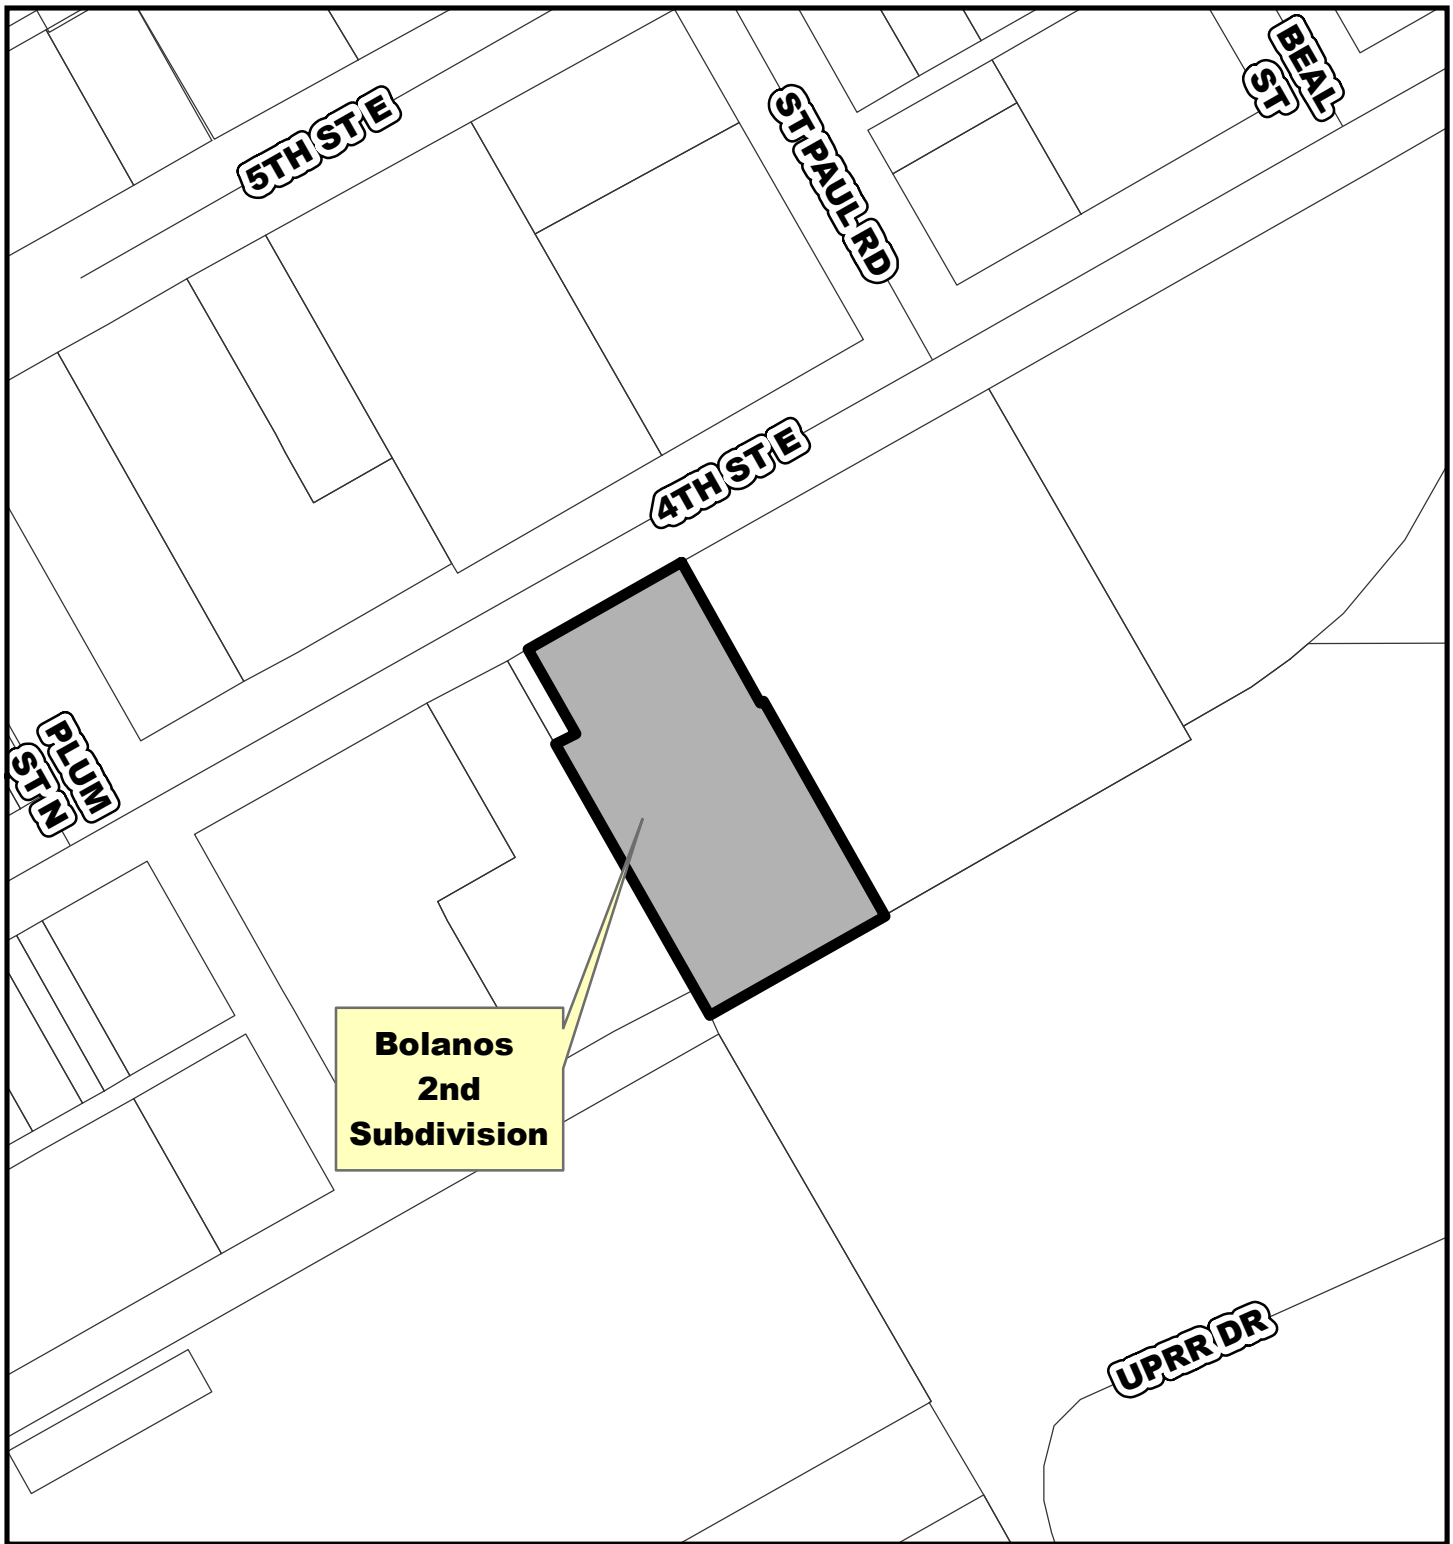 5TH ST E
ST PAUL RD
BEAL
ST
4TH ST E
PLUM
ST N
Bolanos
2nd
Subdivision
UPRR DR